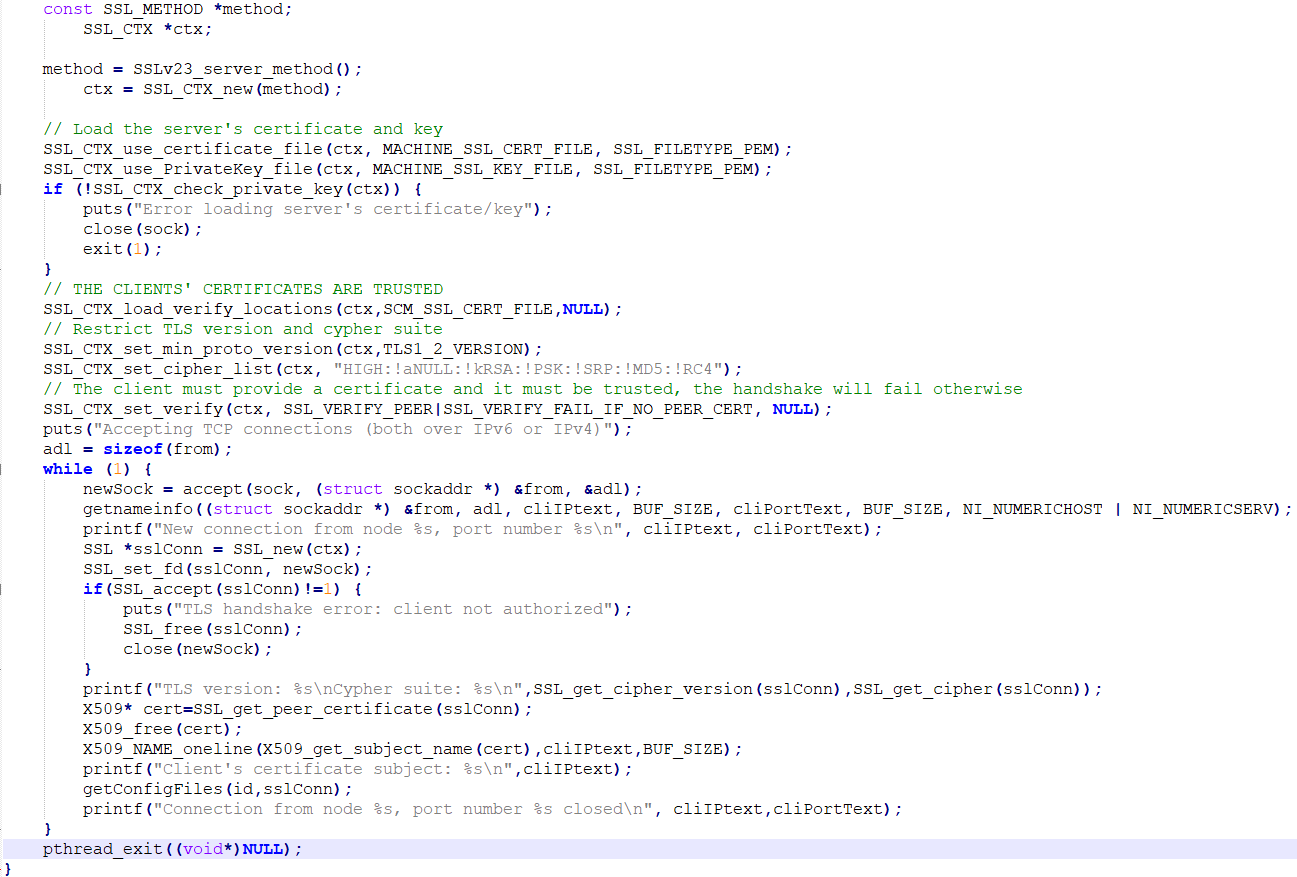 const SSL_METHOD *method;
SSL_CTX *ctx;
method = SSLv23_server_method();
ctx = SSL_CTX_new(method);
// Load the server's certificate and key
SSL_CTX_use_certificate_file(ctx, MACHINE_SSL_CERT_FILE, SSL_FILETYPE_PEM);
SSL_CTX_use_PrivateKey_file(ctx, MACHINE_SSL_KEY_FILE, SSL_FILETYPE_PEM);
if (!SSL_CTX_check_private_key(ctx)) {
puts("Error loading server's certificate/key");
close(sock);
exit(1);
}
// THE CLIENTS' CERTIFICATES ARE TRUSTED
SSL_CTX_load_verify_locations(ctx,SCM_SSL_CERT_FILE,NULL);
// Restrict TLS version and cypher suite
SSL_CTX_set_min_proto_version(ctx,TLS1_2_VERSION);
SSL_CTX_set_cipher_list(ctx, "HIGH:!aNULL:!kRSA:!PSK:!SRP:!MD5:!RC4");
// The client must provide a certificate and it must be trusted, the handshake will fail otherwise
SSL_CTX_set_verify(ctx, SSL_VERIFY_PEER|SSL_VERIFY_FAIL_IF_NO_PEER_CERT, NULL);
puts("Accepting TCP connections (both over IPv6 or IPv4)");
adl = sizeof(from);
while (1) {
newSock = accept(sock, (struct sockaddr *) &from, &adl);
getnameinfo((struct sockaddr *) &from, adl, cliIPtext, BUF_SIZE, cliPortText, BUF_SIZE, NI_NUMERICHOST | NI_NUMERICSERV);
printf("New connection from node %s, port number %s\n", cliIPtext, cliPortText);
SSL *sslConn = SSL_new(ctx);
SSL_set_fd(sslConn, newSock);
if(SSL_accept(sslConn)!=1) {
puts("TLS handshake error: client not authorized");
SSL_free(sslConn);
close(newSock);
}
printf("TLS version: %s\nCypher suite: %s\n",SSL_get_cipher_version(sslConn),SSL_get_cipher(sslConn));
X509* cert=SSL_get_peer_certificate(sslConn);
X509_free(cert);
X509_NAME_oneline(X509_get_subject_name(cert),cliIPtext,BUF_SIZE);
printf("Client's certificate subject: %s\n",cliIPtext);
getConfigFiles(id,sslConn);
printf("Connection from node %s, port number %s closed\n", cliIPtext,cliPortText);
}
pthread_exit((void*)NULL);
}